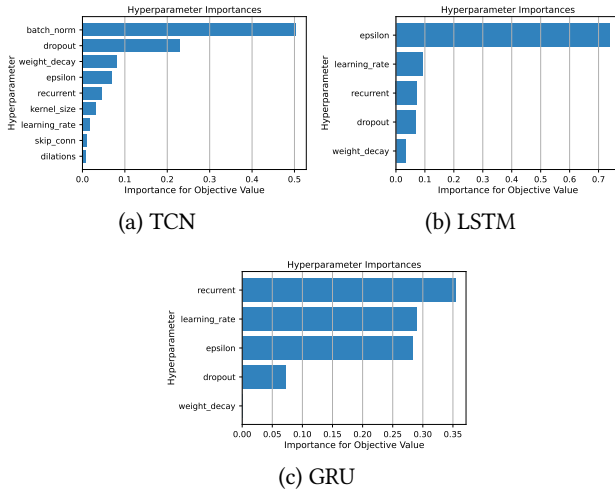 Hyperparameter Importances
Hyperparameter
batch_norm
dropout
weight_decay
epsilon
recurrent
kernel_size
learning_rate
skip_conn
dilations
0.0 0.1 0.2 0.3 0.4 0.5
Importance for Objective Value
(a) TCN
Hyperparameter Importances
Hyperparameter
epsilon
learning_rate
recurrent
dropout
weight_decay
0.0 0.1 0.2 0.3 0.4 0.5 0.6 0.7
Importance for Objective Value
(b) LSTM
Hyperparameter Importances
Hyperparameter
recurrent
learning_rate
epsilon
dropout
weight_decay
0.00 0.05 0.10 0.15 0.20 0.25 0.30 0.35
Importance for Objective Value
(c) GRU